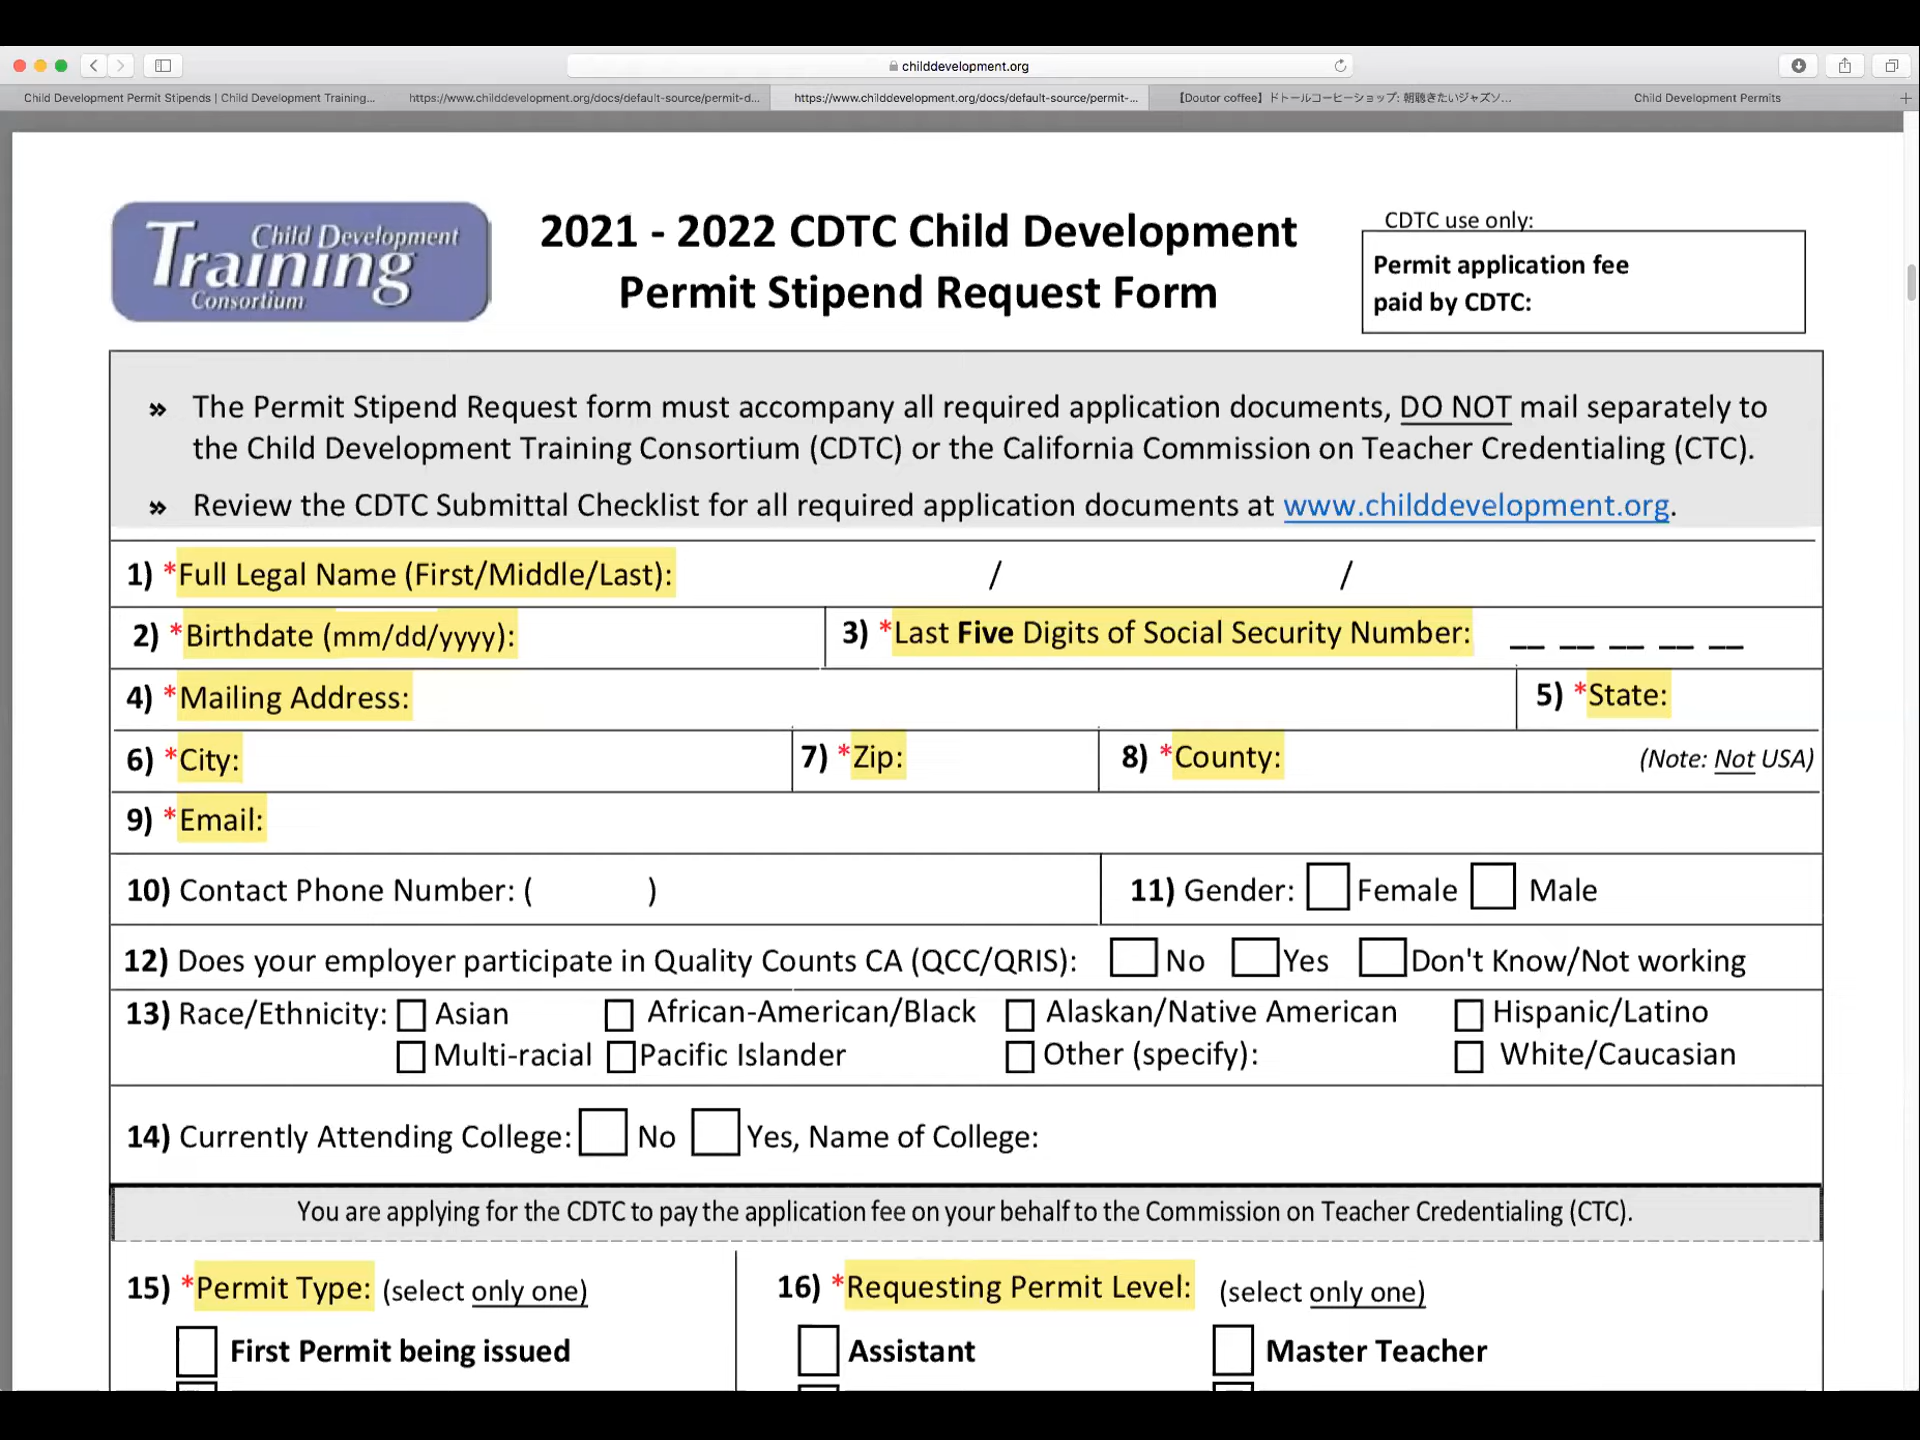 childdevelopment.org
Child Development Permit Stipends | Child Development Training...
https://www.childdevelopment.org/docs/default-source/permit-d...
https://www.childdevelopment.org/docs/default-source/permit-...
【Doutor coffee】ドトールコーヒーショップ: 朝聴きたいジャズソ...
Child Development Permits
Child Development
Training
Consortium
2021 - 2022 CDTC Child Development
Permit Stipend Request Form
CDTC use only:
Permit application fee
paid by CDTC:
» The Permit Stipend Request form must accompany all required application documents, DO NOT mail separately to
the Child Development Training Consortium (CDTC) or the California Commission on Teacher Credentialing (CTC).
» Review the CDTC Submittal Checklist for all required application documents at www.childdevelopment.org.
1) *Full Legal Name (First/Middle/Last): / /
2) *Birthdate (mm/dd/yyyy): 3) *Last Five Digits of Social Security Number: __ __ __ __ __
4) *Mailing Address: 5) *State:
6) *City: 7) *Zip: 8) *County: (Note: Not USA)
9) *Email:
10) Contact Phone Number: ( ) 11) Gender: Female Male
12) Does your employer participate in Quality Counts CA (QCC/QRIS): No Yes Don't Know/Not working
13) Race/Ethnicity: Asian African-American/Black Alaskan/Native American Hispanic/Latino
Multi-racial Pacific Islander Other (specify): White/Caucasian
14) Currently Attending College: No Yes, Name of College:
You are applying for the CDTC to pay the application fee on your behalf to the Commission on Teacher Credentialing (CTC).
15) *Permit Type: (select only one) 16) *Requesting Permit Level: (select only one)
First Permit being issued Assistant Master Teacher